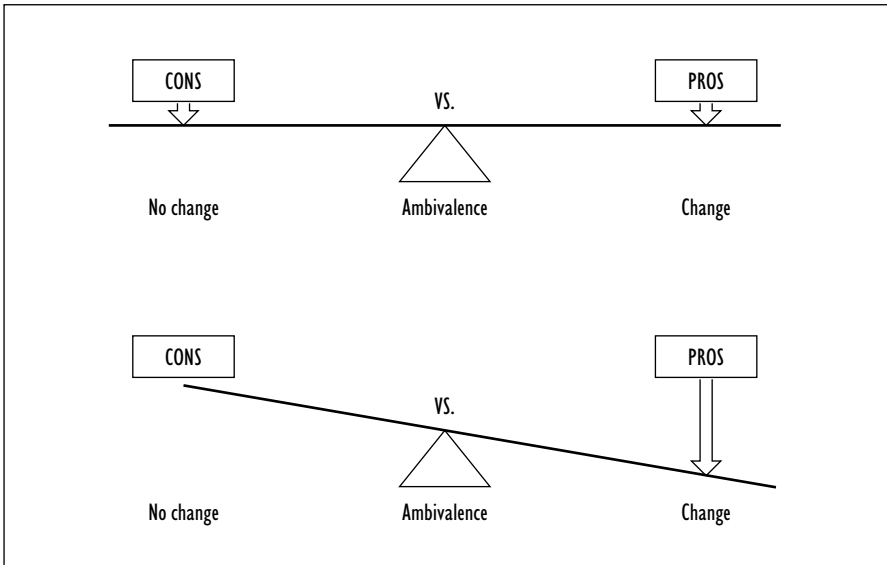 CONS
PROS
VS.
No change
Ambivalence
Change
CONS
PROS
VS.
No change
Ambivalence
Change